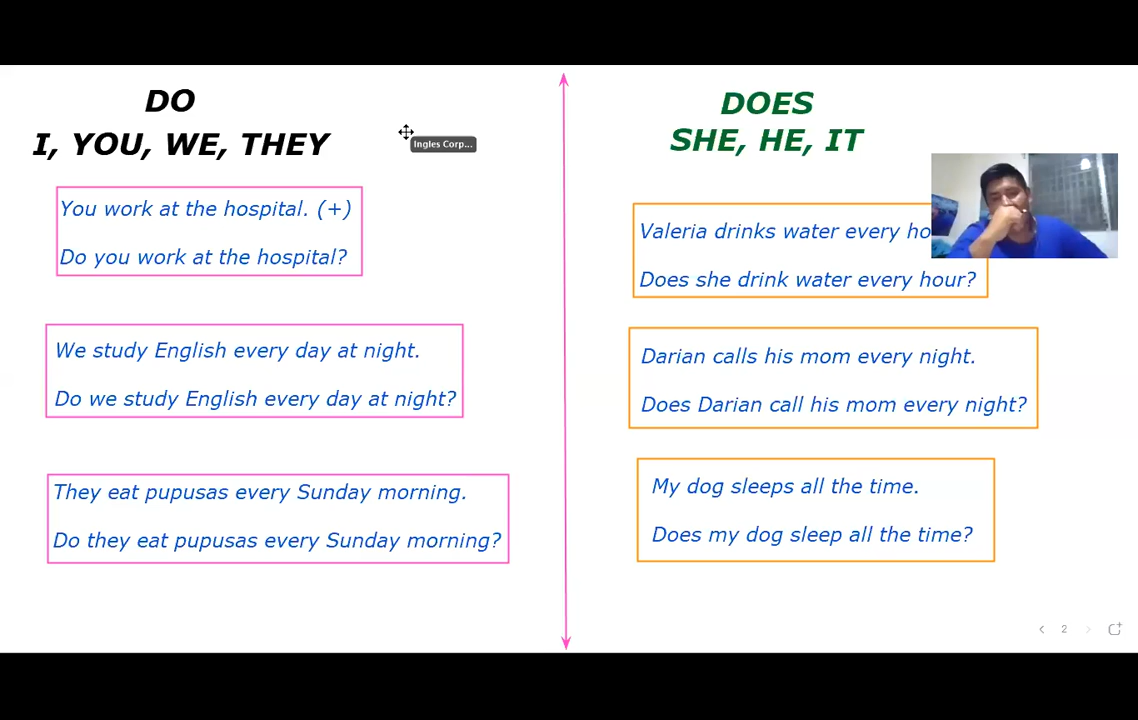 DO
I, YOU, WE, THEY
Ingles Corp...
You work at the hospital. (+)
Do you work at the hospital?
We study English every day at night.
Do we study English every day at night?
They eat pupusas every Sunday morning.
Do they eat pupusas every Sunday morning?
DOES
SHE, HE, IT
Valeria drinks water every
Does she drink water every hour?
Darian calls his mom every night.
Does Darian call his mom every night?
My dog sleeps all the time.
Does my dog sleep all the time?
2